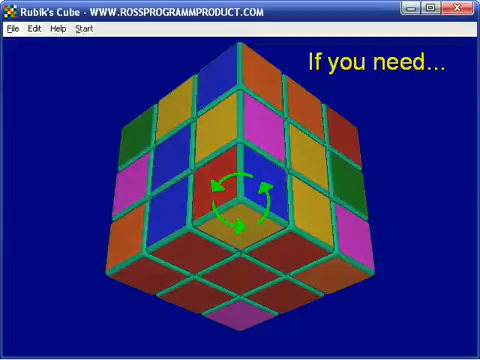 Rubik's Cube - WWW.ROSSPROGRAMMPRODUCT.COM
File Edit Help Start
If you need...